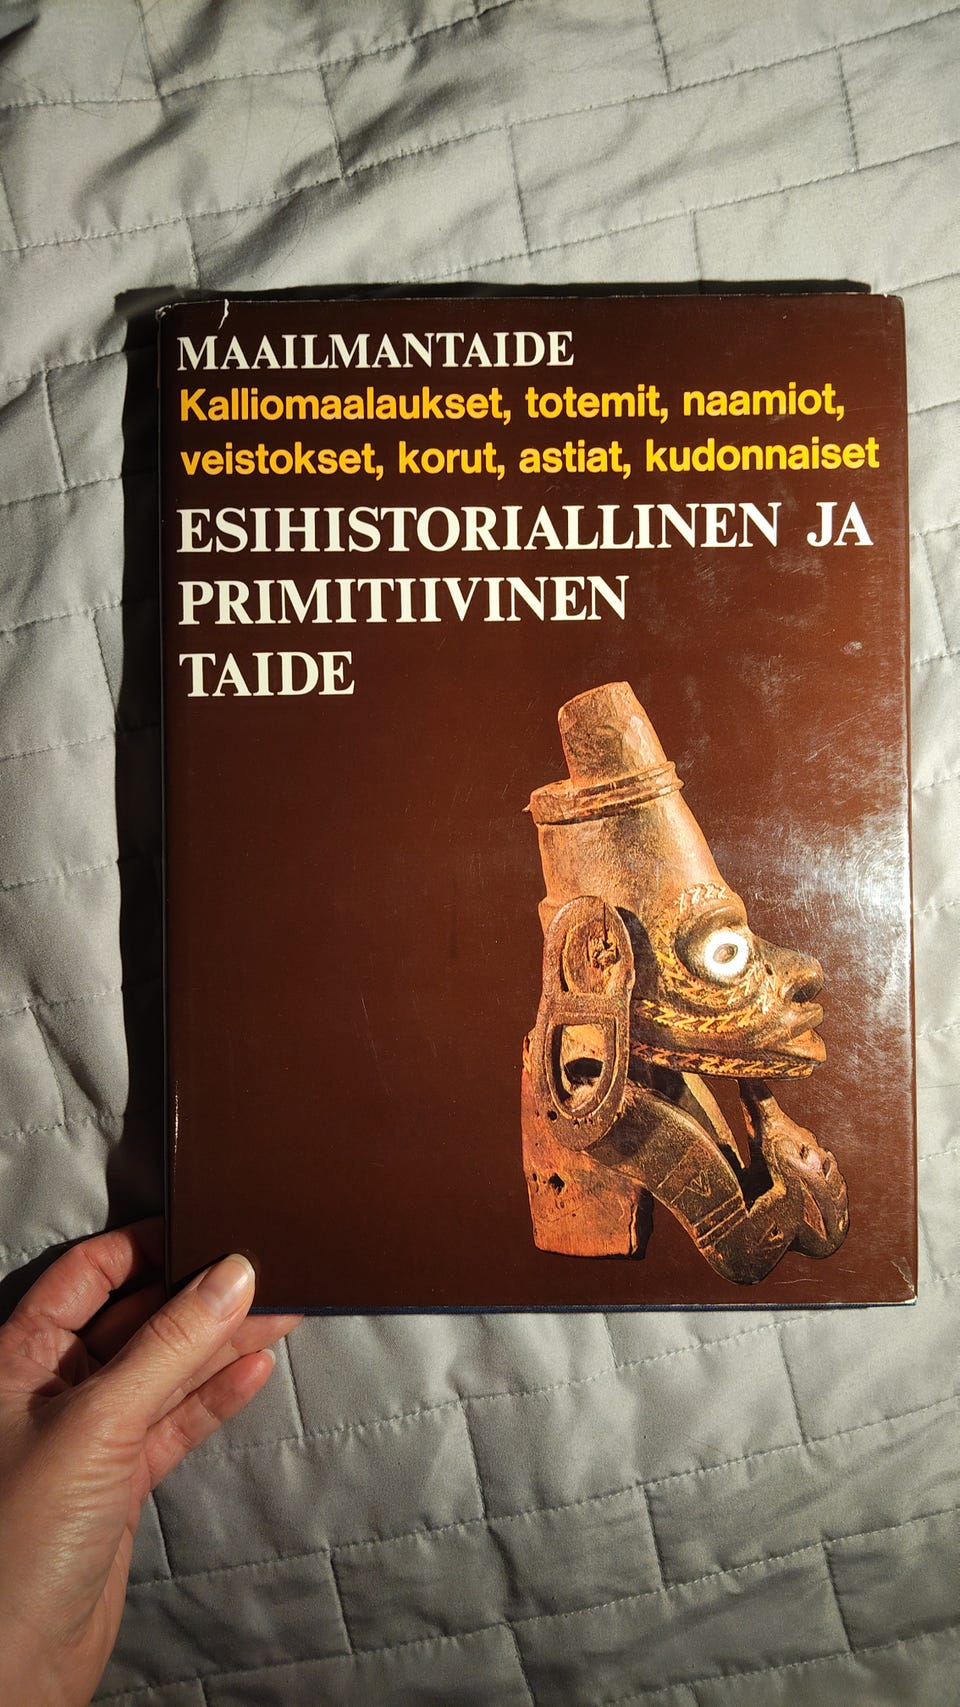 MAAILMANTAIDE
Kalliomaalaukset, totemit, naamiot,
veistokset, korut, astiat, kudonnaiset
ESIHISTORIALLINEN JA
PRIMITIIVINEN
TAIDE